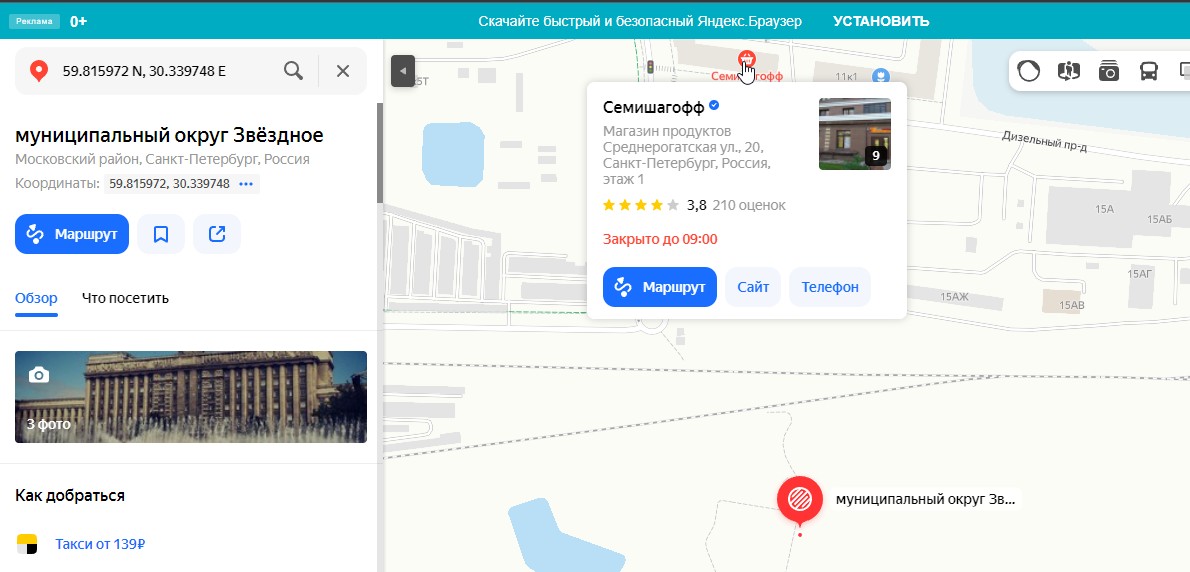 Реклама
0+
Скачайте быстрый и безопасный Яндекс.Браузер
УСТАНОВИТЬ
59.815972 N, 30.339748 E
муниципальный округ Звёздное
Московский район, Санкт-Петербург, Россия
Координаты: 59.815972, 30.339748 •••
Маршрут
Обзор
Что посетить
3 фото
Как добраться
Такси от 139₽
Семишагофф
11к1
Семишагофф
Магазин продуктов
Среднерогатская ул., 20,
Санкт-Петербург, Россия,
этаж 1
9
3,8 210 оценок
Закрыто до 09:00
Маршрут
Сайт
Телефон
Дизельный пр-д
15А
15АБ
15АГ
15АЖ
15АВ
муниципальный округ Зв...